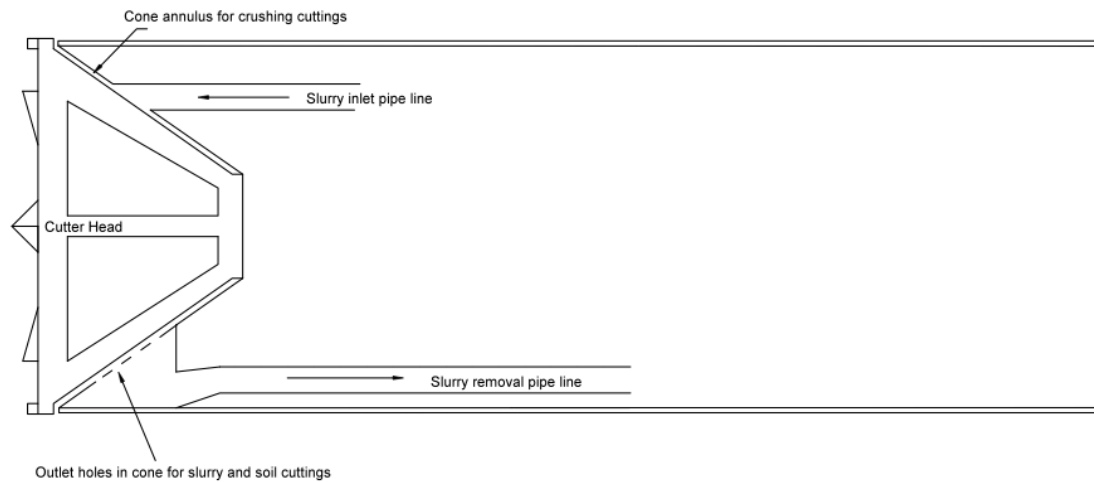 Cone annulus for crushing cuttings
Slurry inlet pipe line
Cutter Head
Slurry removal pipe line
Outlet holes in cone for slurry and soil cuttings